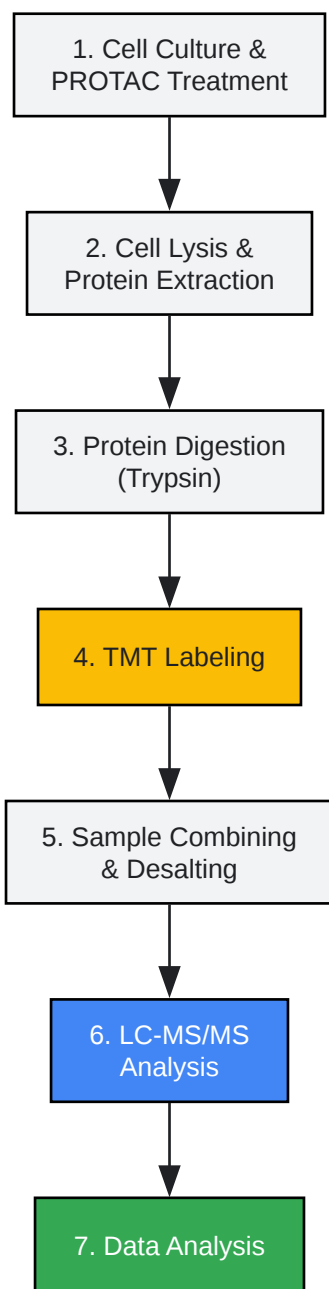 1. Cell Culture &
PROTAC Treatment
2. Cell Lysis &
Protein Extraction
3. Protein Digestion
(Trypsin)
4. TMT Labeling
5. Sample Combining
& Desalting
6. LC-MS/MS
Analysis
7. Data Analysis